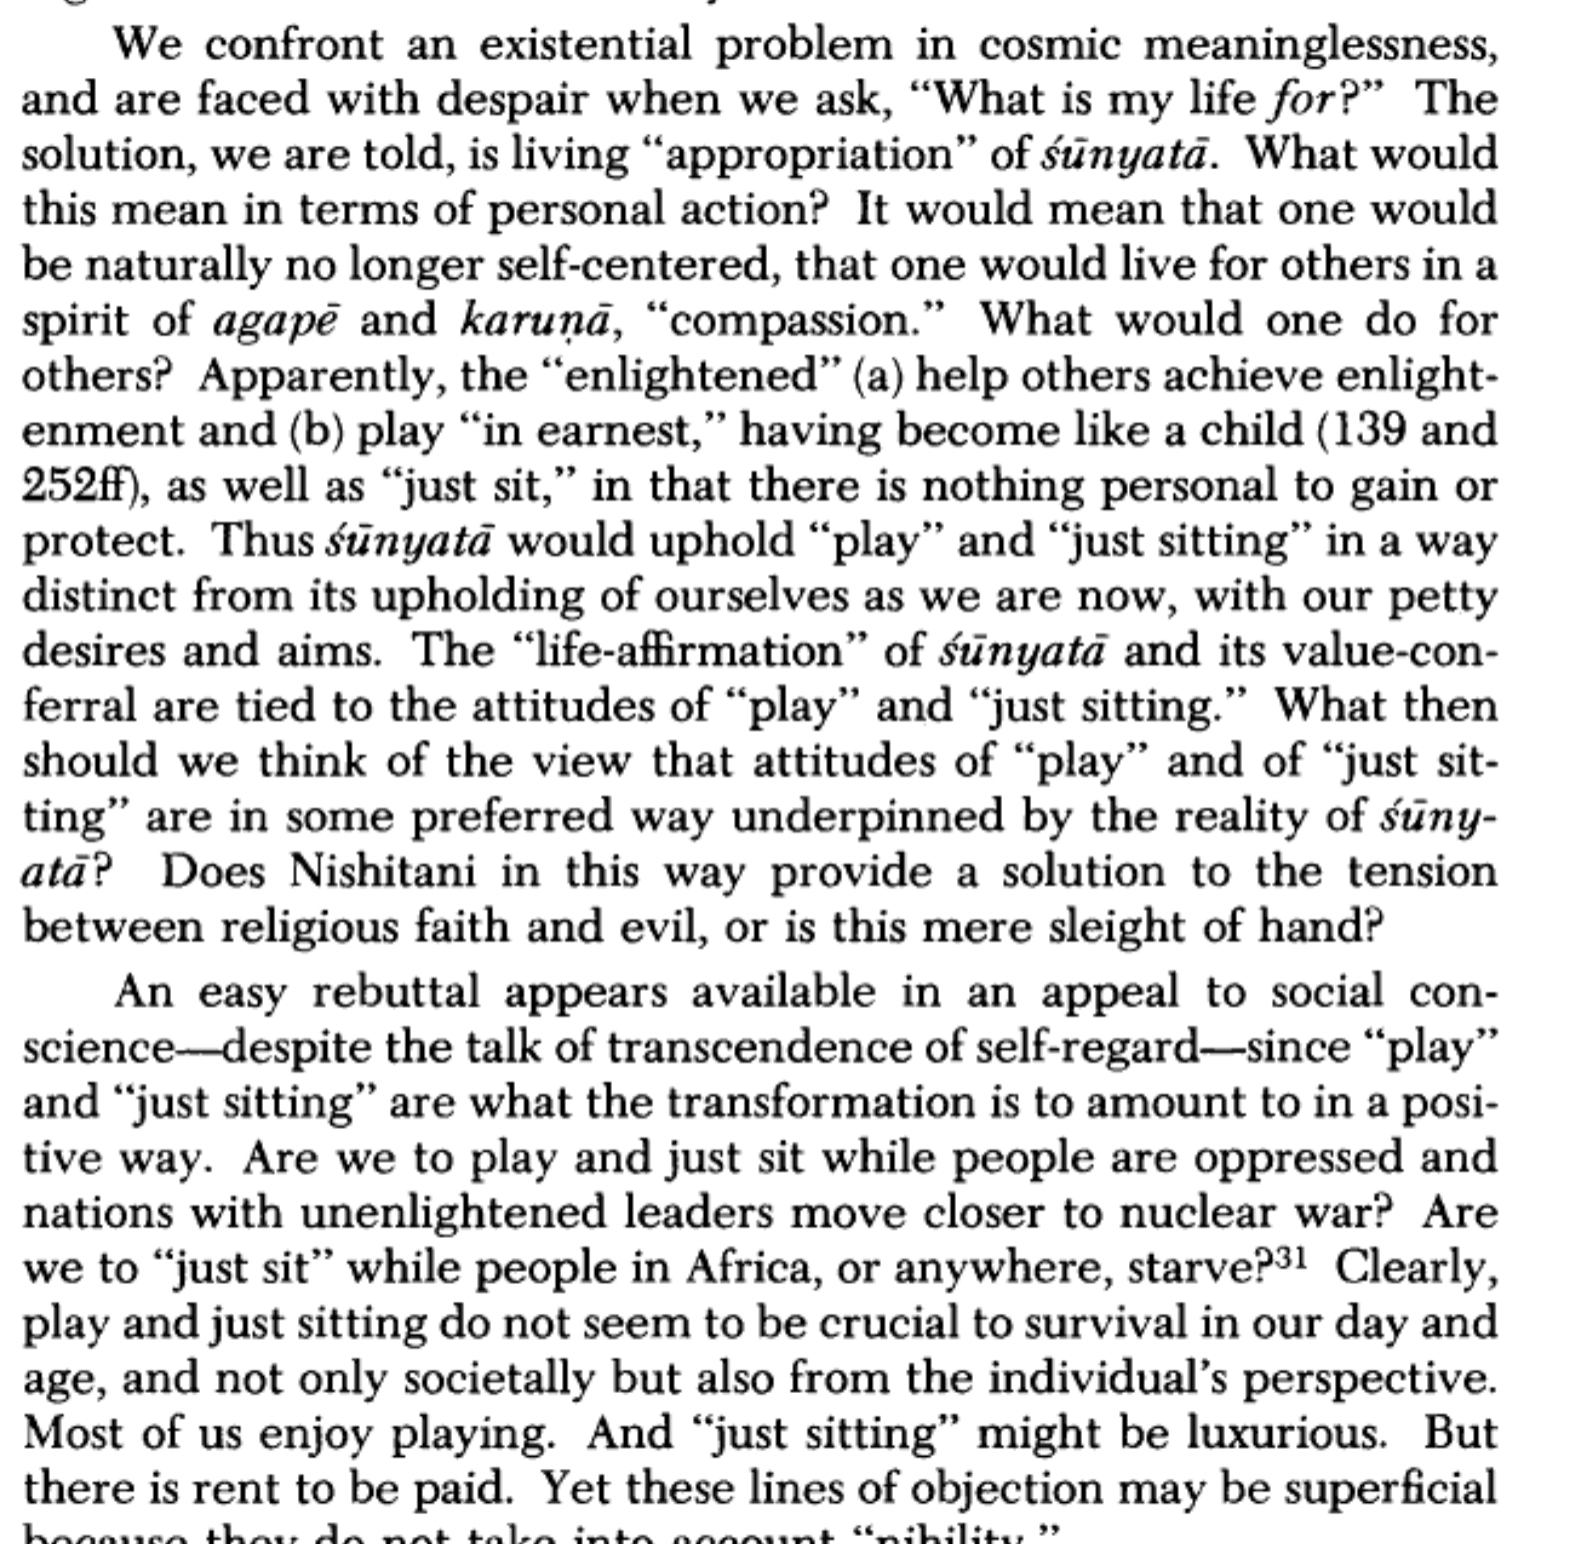 We confront an existential problem in cosmic meaninglessness,
and are faced with despair when we ask, “What is my life for?” The
solution, we are told, is living “appropriation” of śūnyatā. What would
this mean in terms of personal action? It would mean that one would
be naturally no longer self-centered, that one would live for others in a
spirit of agapē and karuṇā, “compassion.” What would one do for
others? Apparently, the “enlightened” (a) help others achieve enlight-
enment and (b) play “in earnest,” having become like a child (139 and
252ff), as well as “just sit,” in that there is nothing personal to gain or
protect. Thus śūnyatā would uphold “play” and “just sitting” in a way
distinct from its upholding of ourselves as we are now, with our petty
desires and aims. The “life-affirmation” of śūnyatā and its value-con-
ferral are tied to the attitudes of “play” and “just sitting.” What then
should we think of the view that attitudes of “play” and of “just sit-
ting” are in some preferred way underpinned by the reality of śūny-
atā? Does Nishitani in this way provide a solution to the tension
between religious faith and evil, or is this mere sleight of hand?
An easy rebuttal appears available in an appeal to social con-
science—despite the talk of transcendence of self-regard—since “play”
and “just sitting” are what the transformation is to amount to in a posi-
tive way. Are we to play and just sit while people are oppressed and
nations with unenlightened leaders move closer to nuclear war? Are
we to “just sit” while people in Africa, or anywhere, starve?31 Clearly,
play and just sitting do not seem to be crucial to survival in our day and
age, and not only societally but also from the individual’s perspective.
Most of us enjoy playing. And “just sitting” might be luxurious. But
there is rent to be paid. Yet these lines of objection may be superficial
because they do not take into account “nihility.”